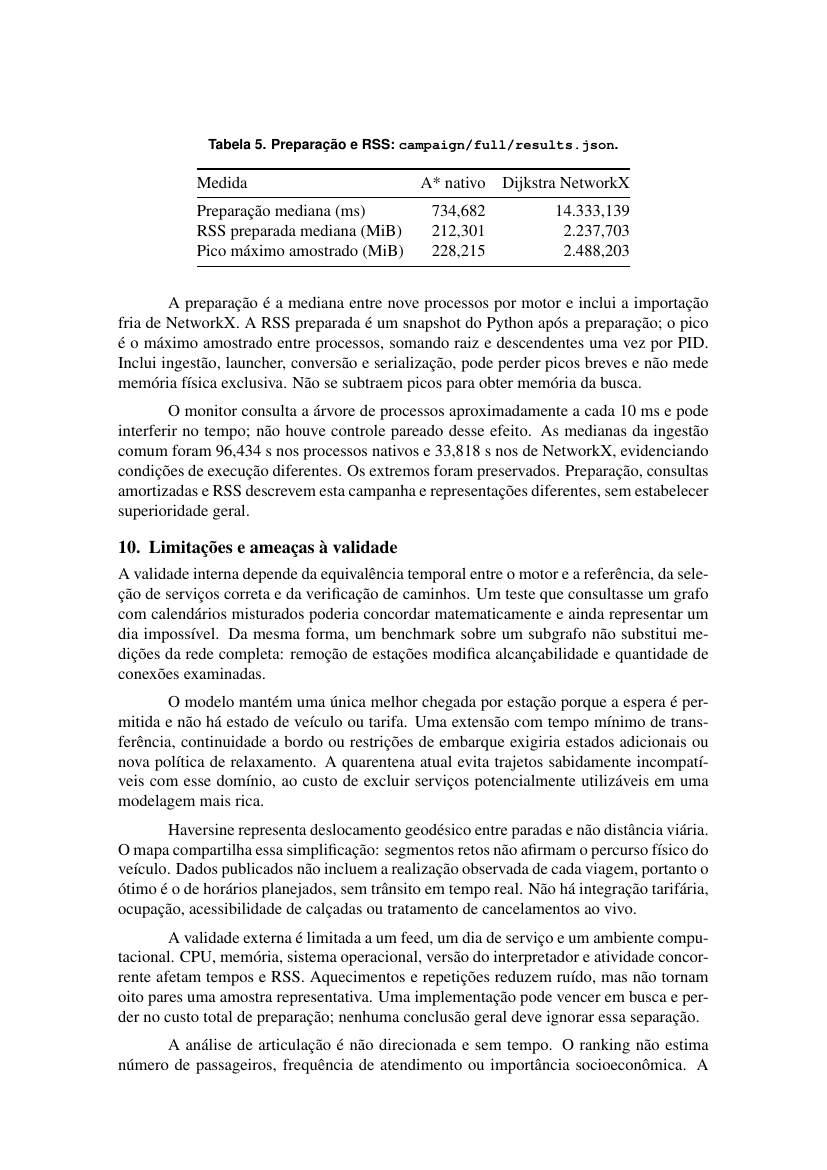 Tabela 5. Preparação e RSS: campaign/full/results.json.
Medida A* nativo Dijkstra NetworkX
Preparação mediana (ms) 734,682 14.333,139
RSS preparada mediana (MiB) 212,301 2.237,703
Pico máximo amostrado (MiB) 228,215 2.488,203
A preparação é a mediana entre nove processos por motor e inclui a importação
fria de NetworkX. A RSS preparada é um snapshot do Python após a preparação; o pico
é o máximo amostrado entre processos, somando raiz e descendentes uma vez por PID.
Inclui ingestão, launcher, conversão e serialização, pode perder picos breves e não mede
memória física exclusiva. Não se subtraem picos para obter memória da busca.
O monitor consulta a árvore de processos aproximadamente a cada 10 ms e pode
interferir no tempo; não houve controle pareado desse efeito. As medianas da ingestão
comum foram 96,434 s nos processos nativos e 33,818 s nos de NetworkX, evidenciando
condições de execução diferentes. Os extremos foram preservados. Preparação, consultas
amortizadas e RSS descrevem esta campanha e representações diferentes, sem estabelecer
superioridade geral.
10. Limitações e ameaças à validade
A validade interna depende da equivalência temporal entre o motor e a referência, da sele-
ção de serviços correta e da verificação de caminhos. Um teste que consultasse um grafo
com calendários misturados poderia concordar matematicamente e ainda representar um
dia impossível. Da mesma forma, um benchmark sobre um subgrafo não substitui me-
dições da rede completa: remoção de estações modifica alcançabilidade e quantidade de
conexões examinadas.
O modelo mantém uma única melhor chegada por estação porque a espera é per-
mitida e não há estado de veículo ou tarifa. Uma extensão com tempo mínimo de trans-
ferência, continuidade a bordo ou restrições de embarque exigiria estados adicionais ou
nova política de relaxamento. A quarentena atual evita trajetos sabidamente incompatí-
veis com esse domínio, ao custo de excluir serviços potencialmente utilizáveis em uma
modelagem mais rica.
Haversine representa deslocamento geodésico entre paradas e não distância viária.
O mapa compartilha essa simplificação: segmentos retos não afirmam o percurso físico do
veículo. Dados publicados não incluem a realização observada de cada viagem, portanto o
ótimo é o de horários planejados, sem trânsito em tempo real. Não há integração tarifária,
ocupação, acessibilidade de calçadas ou tratamento de cancelamentos ao vivo.
A validade externa é limitada a um feed, um dia de serviço e um ambiente compu-
tacional. CPU, memória, sistema operacional, versão do interpretador e atividade concor-
rente afetam tempos e RSS. Aquecimentos e repetições reduzem ruído, mas não tornam
oito pares uma amostra representativa. Uma implementação pode vencer em busca e per-
der no custo total de preparação; nenhuma conclusão geral deve ignorar essa separação.
A análise de articulação é não direcionada e sem tempo. O ranking não estima
número de passageiros, frequência de atendimento ou importância socioeconômica. A